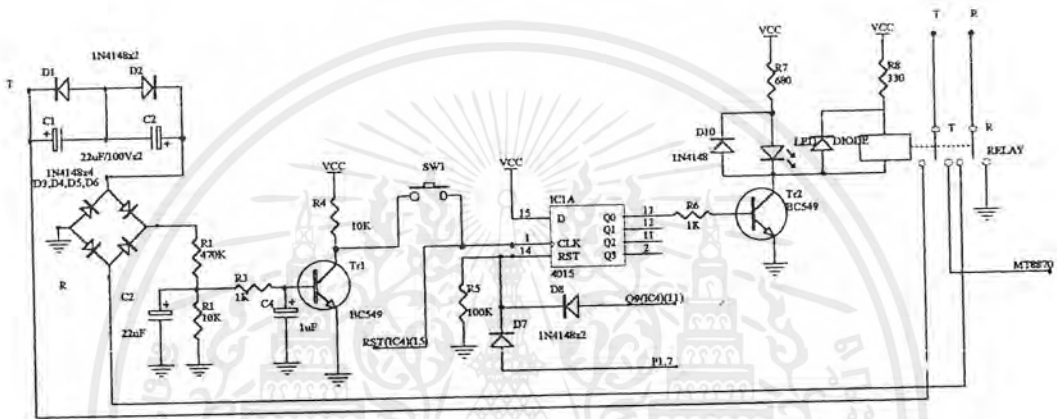 T
1N4148x2
D1
D2
C1
C2
22uF/100Vx2
1N4148x4
D3,D4,D5,D6
R
R1
470K
C2
22uF
R1
10K
R3
1K
C4
1uF
VCC
R4
10K
Tr1
BC549
SW1
RST(IC4)(15)
VCC
IC1A
15
D
1
CLK
14
RST
Q0
13
Q1
12
Q2
11
Q3
2
4015
R5
100K
D8
Q9(IC4)(11)
D7
1N4148x2
P1.7
R6
1K
VCC
R7
680
D10
1N4148
LED
Tr2
BC549
VCC
R8
330
DIODE
T
R
T
R
RELAY
MT8870